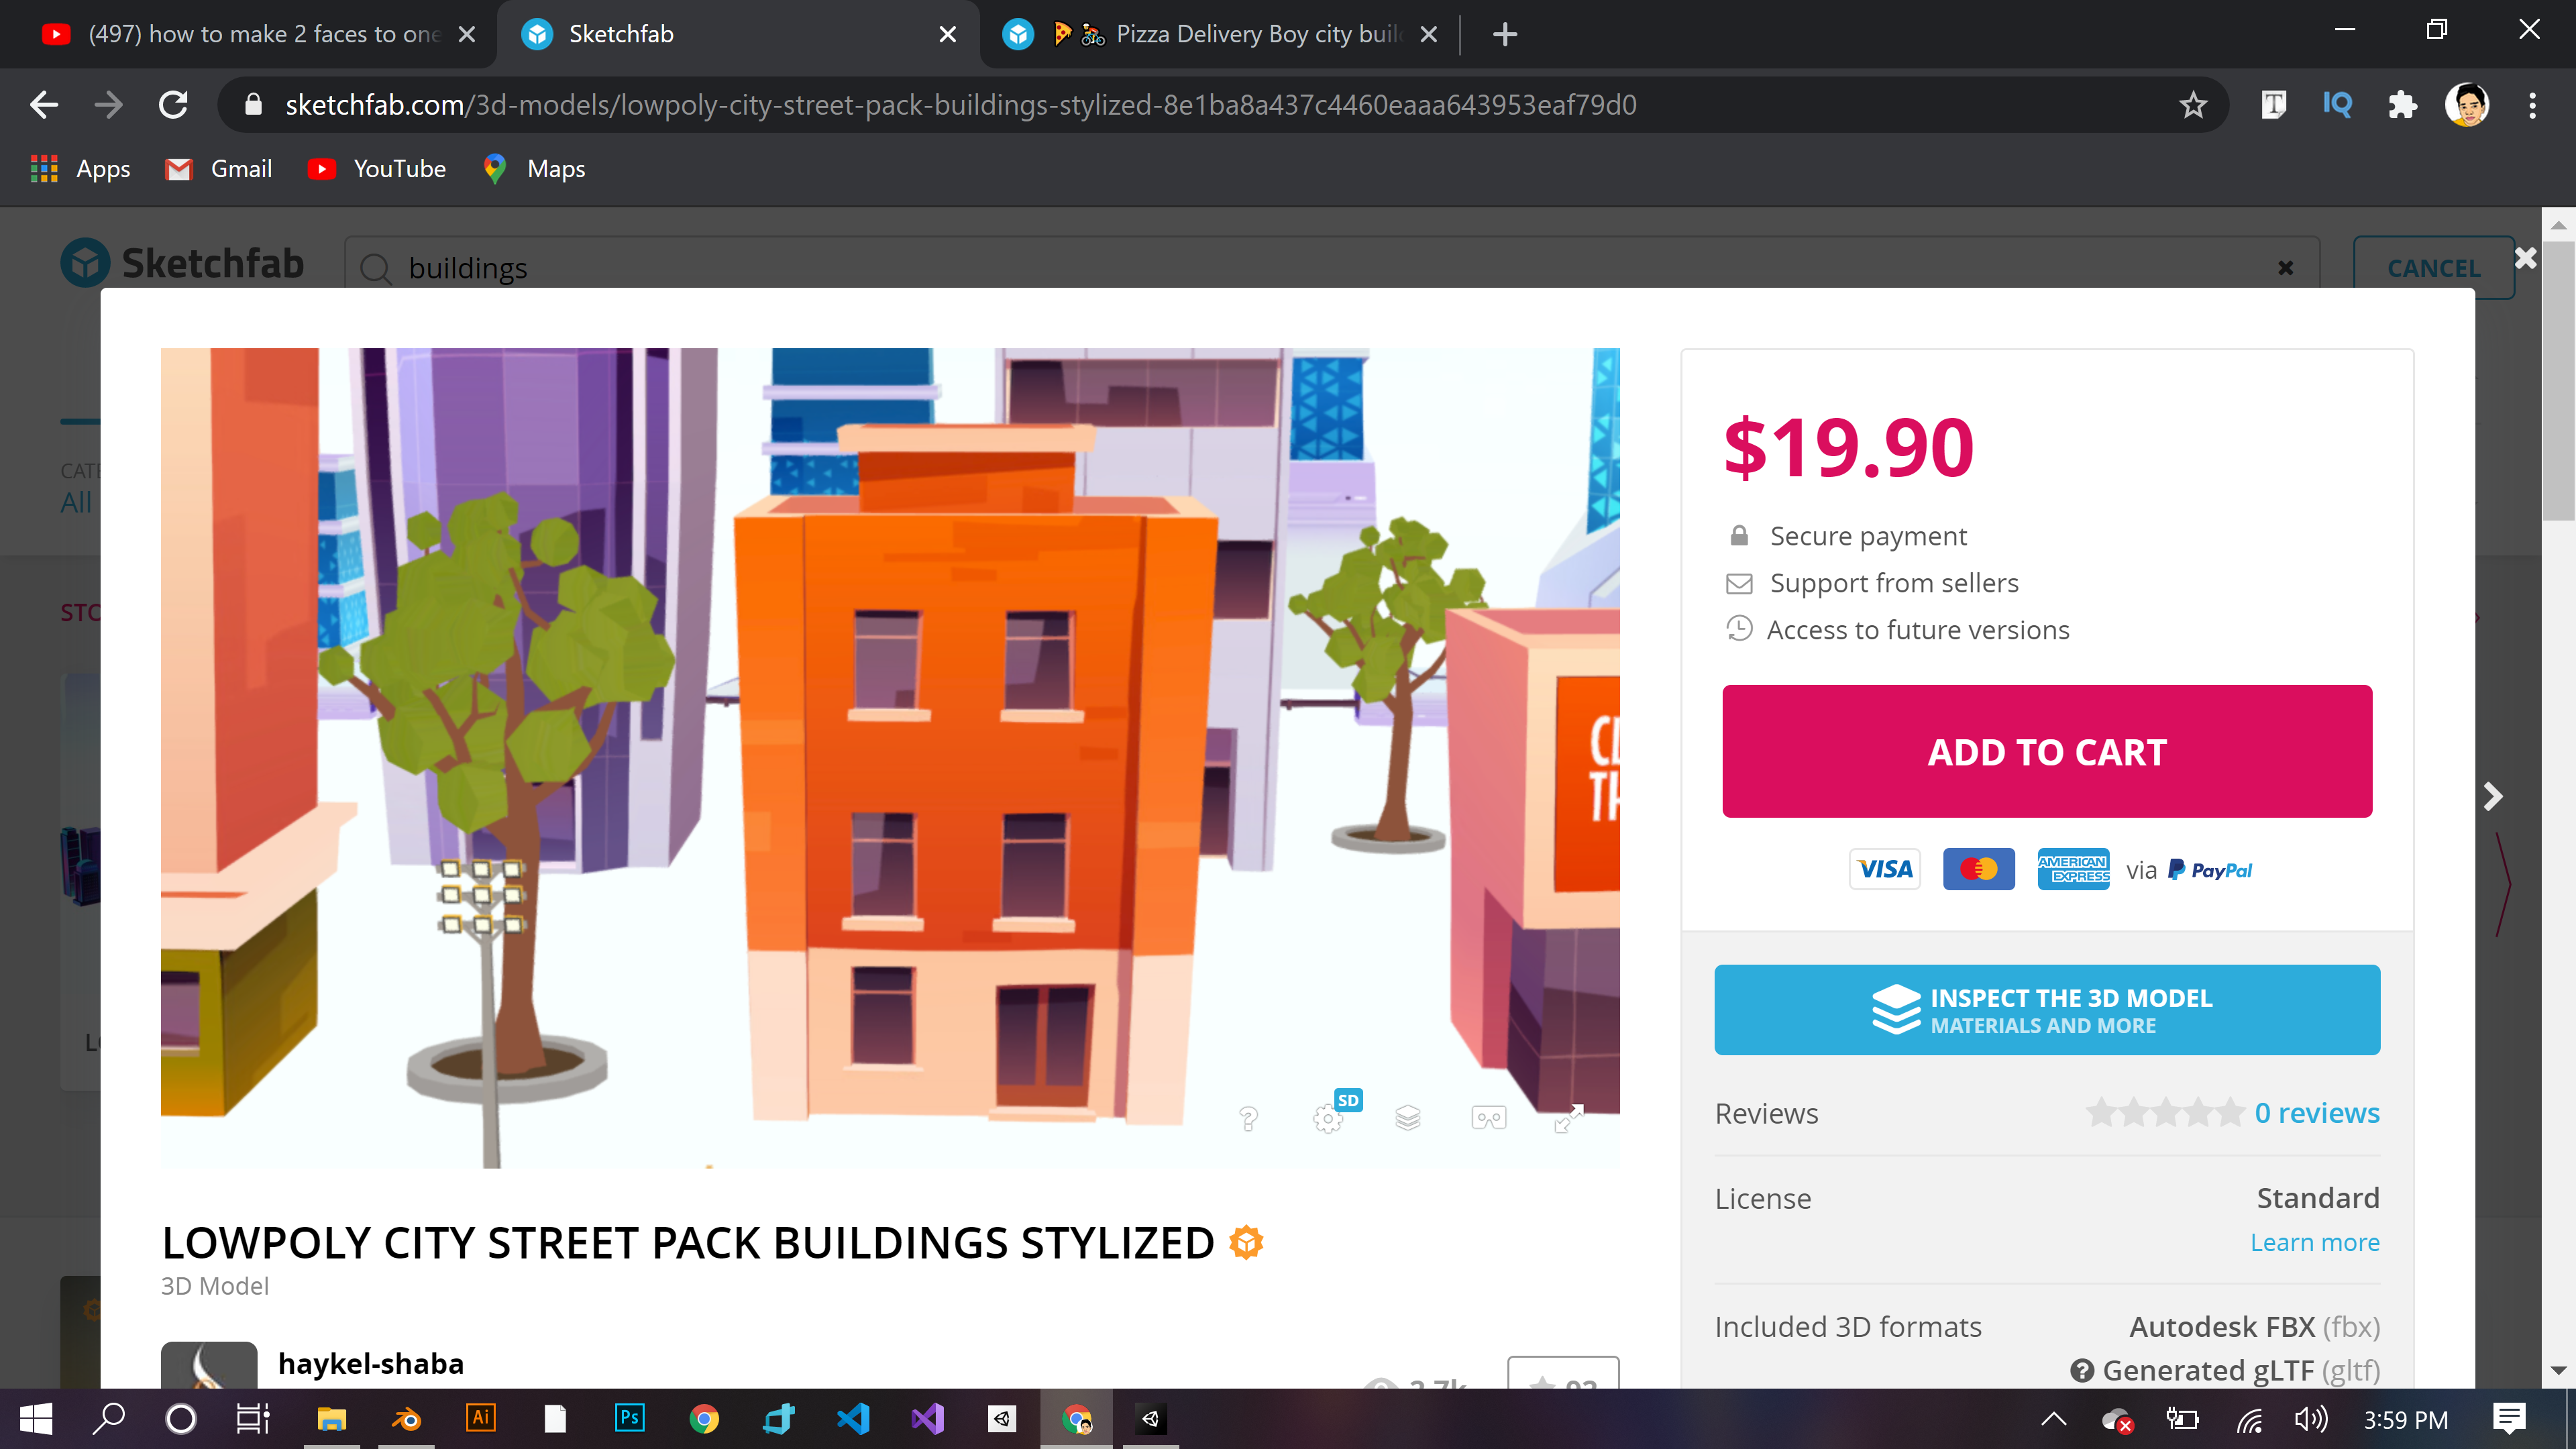 (497) how to make 2 faces to one
Sketchfab
Pizza Delivery Boy city buil
sketchfab.com/3d-models/lowpoly-city-street-pack-buildings-stylized-8e1ba8a437c4460eaaa643953eaf79d0
IQ
Apps
Gmail
YouTube
Maps
Sketchfab
buildings
CANCEL
CATE
All
STO
$19.90
Secure payment
Support from sellers
Access to future versions
ADD TO CART
VISA
AMERICAN EXPRESS
via PayPal
INSPECT THE 3D MODEL
MATERIALS AND MORE
SD
Reviews
0 reviews
License
Standard
Learn more
Included 3D formats
Autodesk FBX (fbx)
Generated gLTF (gltf)
LOWPOLY CITY STREET PACK BUILDINGS STYLIZED
3D Model
haykel-shaba
Ai
Ps
3:59 PM